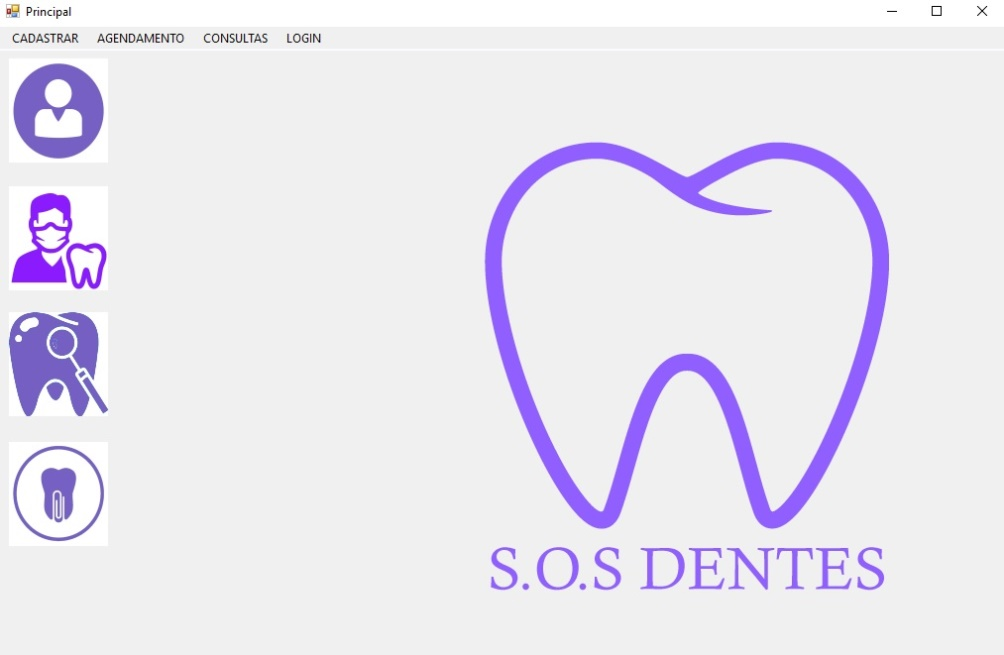 Principal
CADASTRAR AGENDAMENTO CONSULTAS LOGIN
S.O.S DENTES